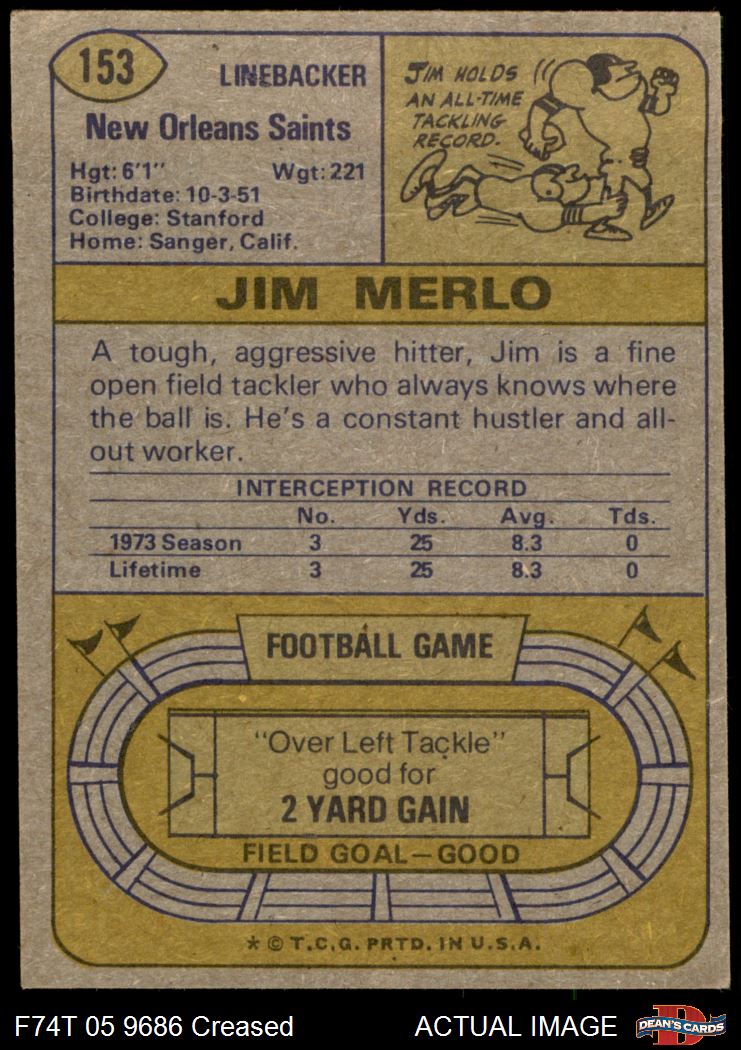 153
LINEBACKER
New Orleans Saints
Hgt: 6'1" Wgt: 221
Birthdate: 10-3-51
College: Stanford
Home: Sanger, Calif.
JIM HOLDS
AN ALL-TIME
TACKLING
RECORD.
JIM MERLO
A tough, aggressive hitter, Jim is a fine
open field tackler who always knows where
the ball is. He's a constant hustler and all-
out worker.
INTERCEPTION RECORD
No. Yds. Avg. Tds.
1973 Season 3 25 8.3 0
Lifetime 3 25 8.3 0
FOOTBALL GAME
"Over Left Tackle"
good for
2 YARD GAIN
FIELD GOAL—GOOD
* © T.C.G. PRTD. IN U.S.A.
F74T 05 9686 Creased ACTUAL IMAGE
D
DEAN'S CARDS